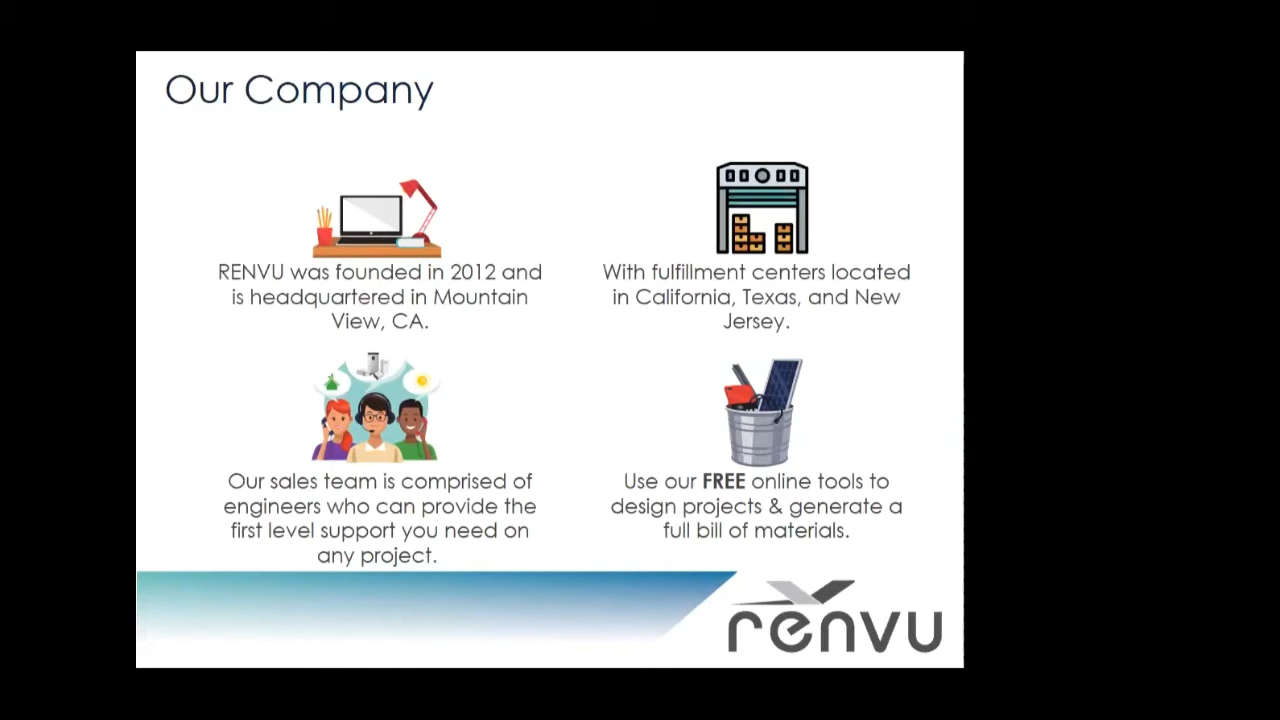 Our Company
RENVU was founded in 2012 and
is headquartered in Mountain
View, CA.
With fulfillment centers located
in California, Texas, and New
Jersey.
Our sales team is comprised of
engineers who can provide the
first level support you need on
any project.
Use our FREE online tools to
design projects & generate a
full bill of materials.
renvu